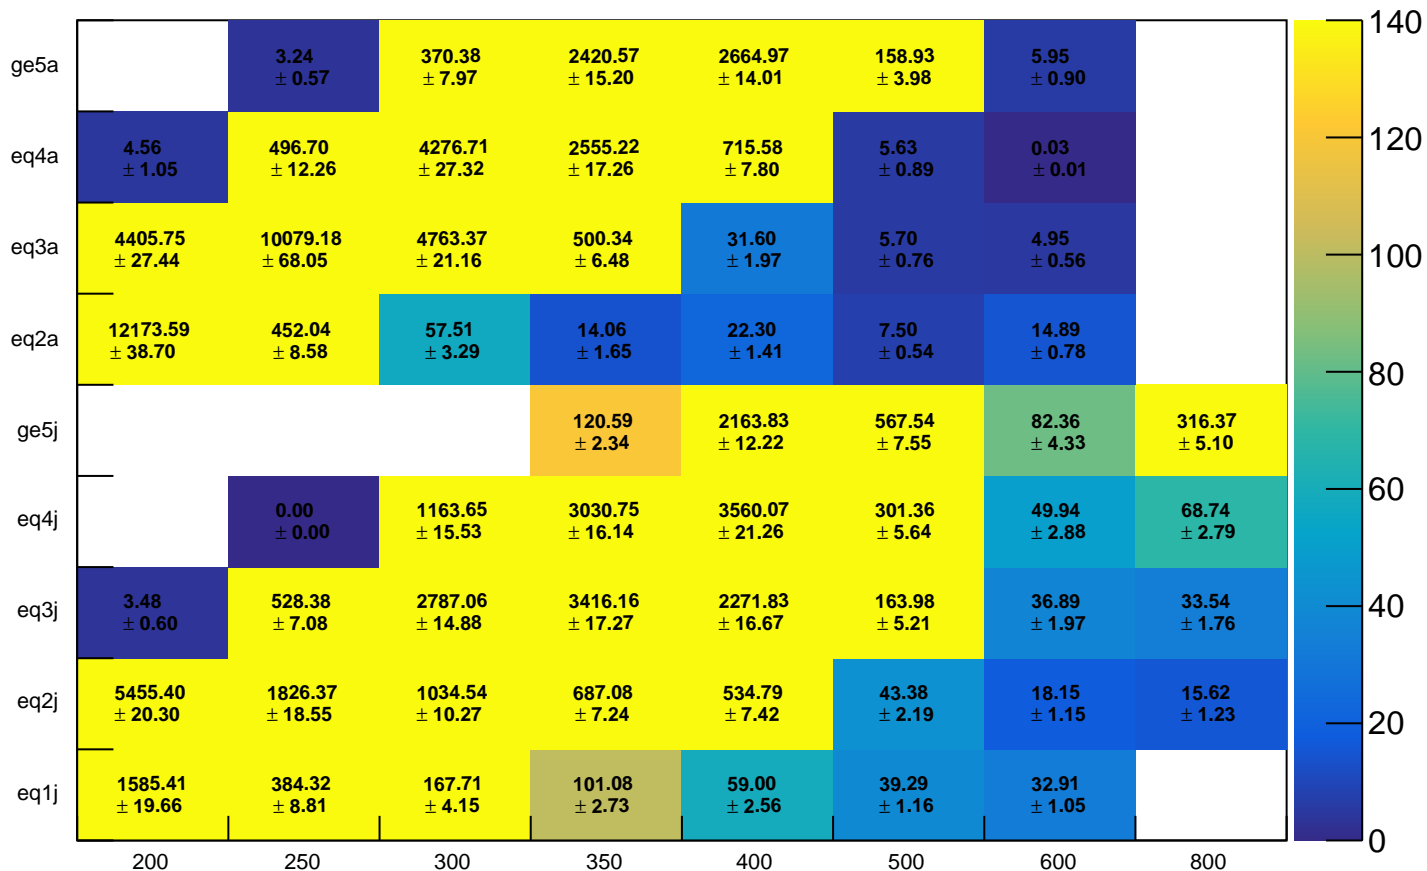 140
ge5a 3.24 370.38 2420.57 2664.97 158.93 5.95
± 0.57 ± 7.97 ± 15.20 ± 14.01 ± 3.98 ± 0.90
120
eq4a 4.56 496.70 4276.71 2555.22 715.58 5.63 0.03
± 1.05 ± 12.26 ± 27.32 ± 17.26 ± 7.80 ± 0.89 ± 0.01
eq3a 4405.75 10079.18 4763.37 500.34 31.60 5.70 4.95
± 27.44 ± 68.05 ± 21.16 ± 6.48 ± 1.97 ± 0.76 ± 0.56
100
eq2a 12173.59 452.04 57.51 14.06 22.30 7.50 14.89
± 38.70 ± 8.58 ± 3.29 ± 1.65 ± 1.41 ± 0.54 ± 0.78
80
ge5j 120.59 2163.83 567.54 82.36 316.37
± 2.34 ± 12.22 ± 7.55 ± 4.33 ± 5.10
60
eq4j 0.00 1163.65 3030.75 3560.07 301.36 49.94 68.74
± 0.00 ± 15.53 ± 16.14 ± 21.26 ± 5.64 ± 2.88 ± 2.79
eq3j 3.48 528.38 2787.06 3416.16 2271.83 163.98 36.89 33.54
± 0.60 ± 7.08 ± 14.88 ± 17.27 ± 16.67 ± 5.21 ± 1.97 ± 1.76
40
eq2j 5455.40 1826.37 1034.54 687.08 534.79 43.38 18.15 15.62
± 20.30 ± 18.55 ± 10.27 ± 7.24 ± 7.42 ± 2.19 ± 1.15 ± 1.23
20
eq1j 1585.41 384.32 167.71 101.08 59.00 39.29 32.91
± 19.66 ± 8.81 ± 4.15 ± 2.73 ± 2.56 ± 1.16 ± 1.05
0
200 250 300 350 400 500 600 800